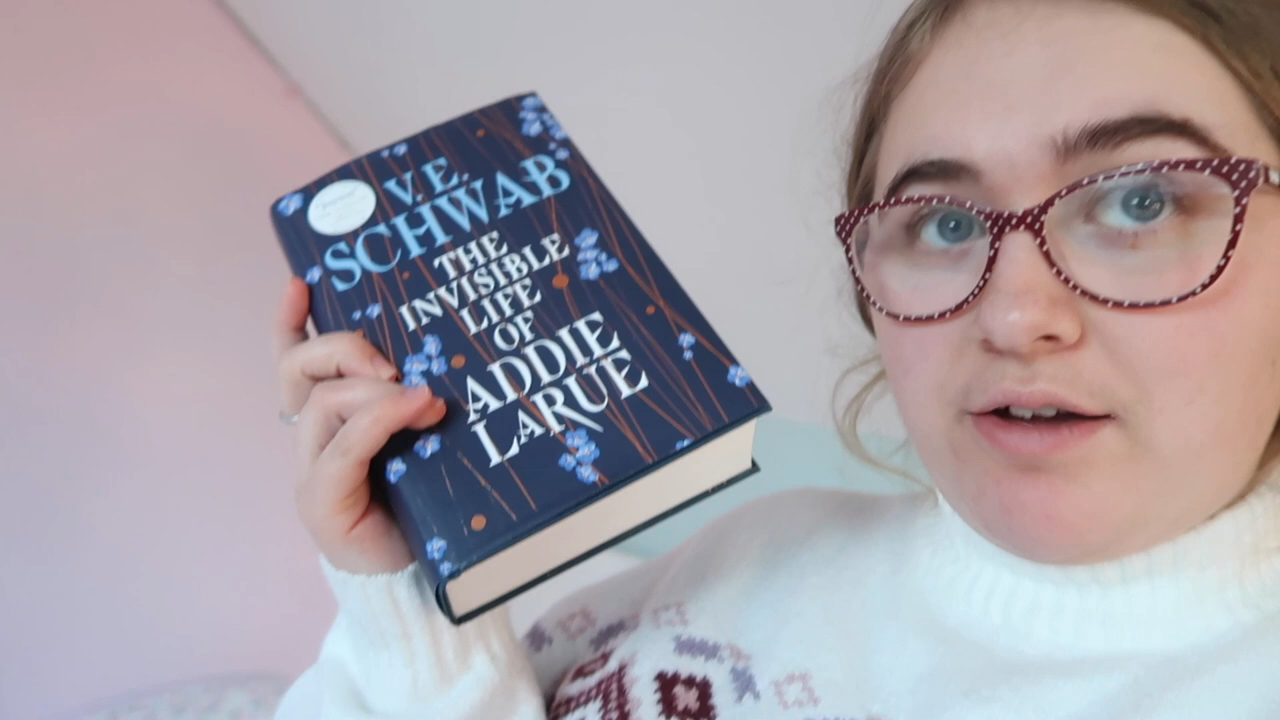 V. E.
SCHWAB
THE
INVISIBLE
LIFE
OF
ADDIE
LARUE